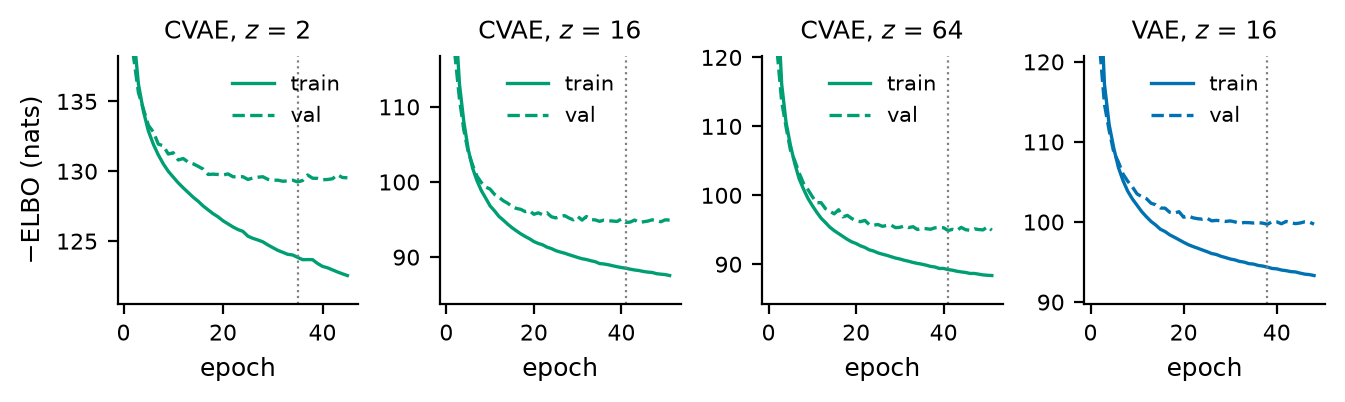 CVAE, z = 2
−ELBO (nats)
135
130
125
train
val
0
20
40
epoch
CVAE, z = 16
110
100
90
train
val
0
20
40
epoch
CVAE, z = 64
120
110
100
90
train
val
0
20
40
epoch
VAE, z = 16
120
110
100
90
train
val
0
20
40
epoch